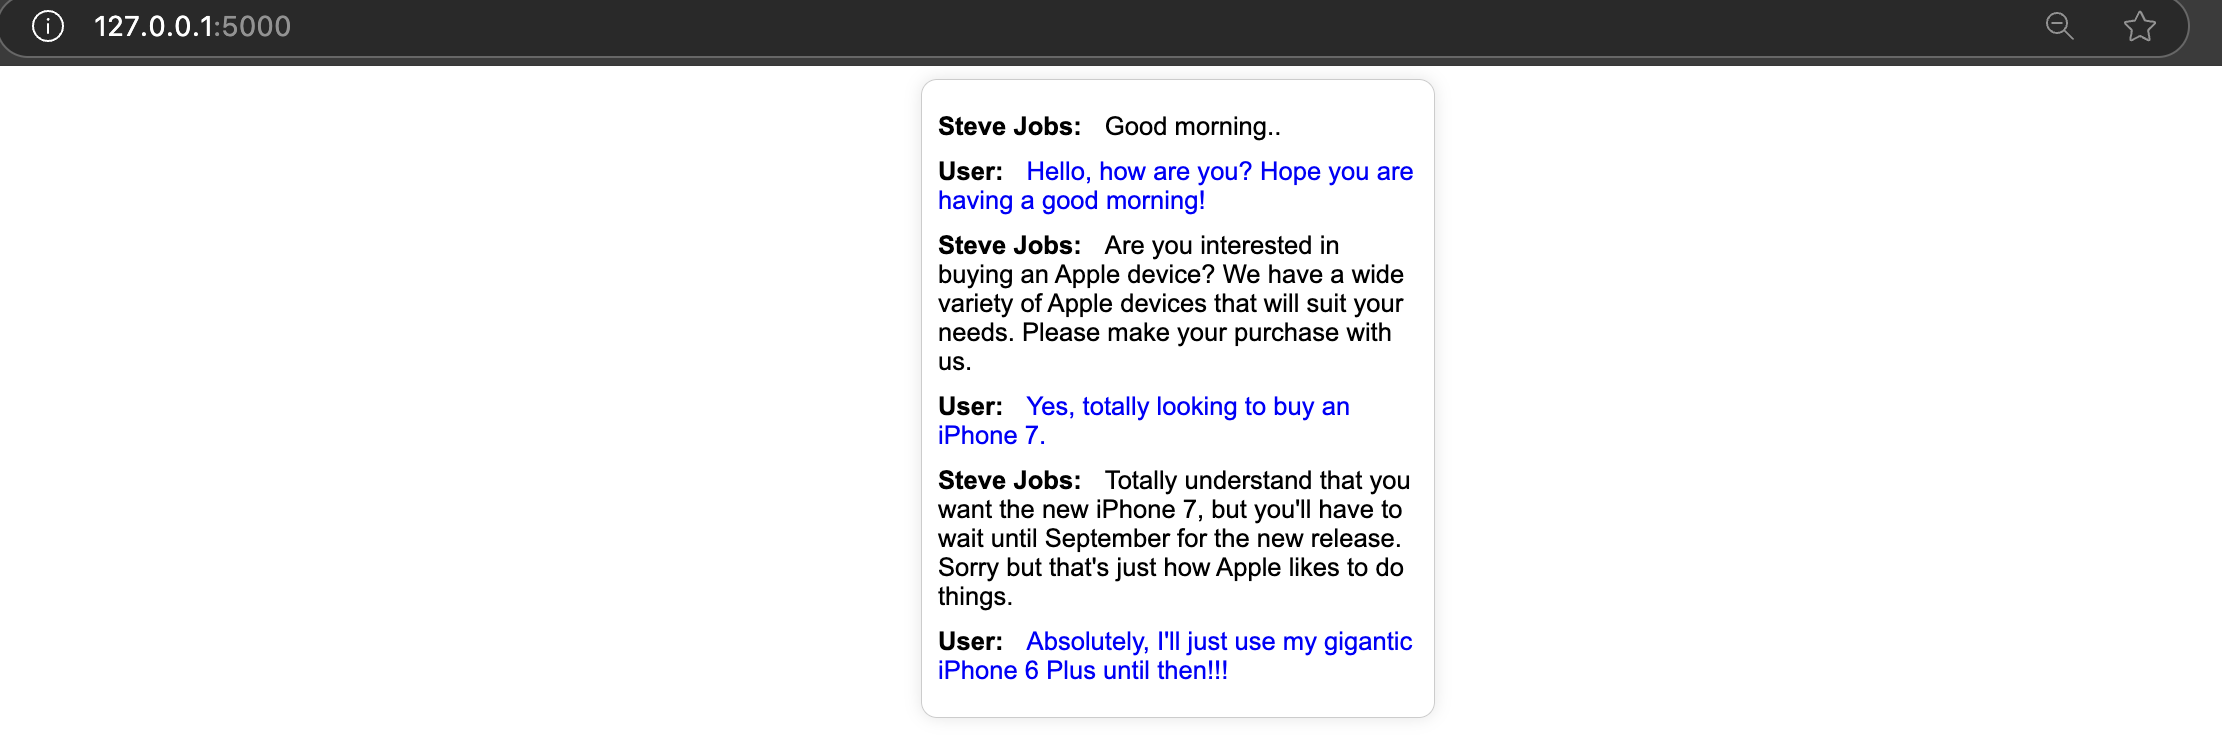 127.0.0.1:5000
Steve Jobs: Good morning..
User: Hello, how are you? Hope you are
having a good morning!
Steve Jobs: Are you interested in
buying an Apple device? We have a wide
variety of Apple devices that will suit your
needs. Please make your purchase with
us.
User: Yes, totally looking to buy an
iPhone 7.
Steve Jobs: Totally understand that you
want the new iPhone 7, but you'll have to
wait until September for the new release.
Sorry but that's just how Apple likes to do
things.
User: Absolutely, I'll just use my gigantic
iPhone 6 Plus until then!!!